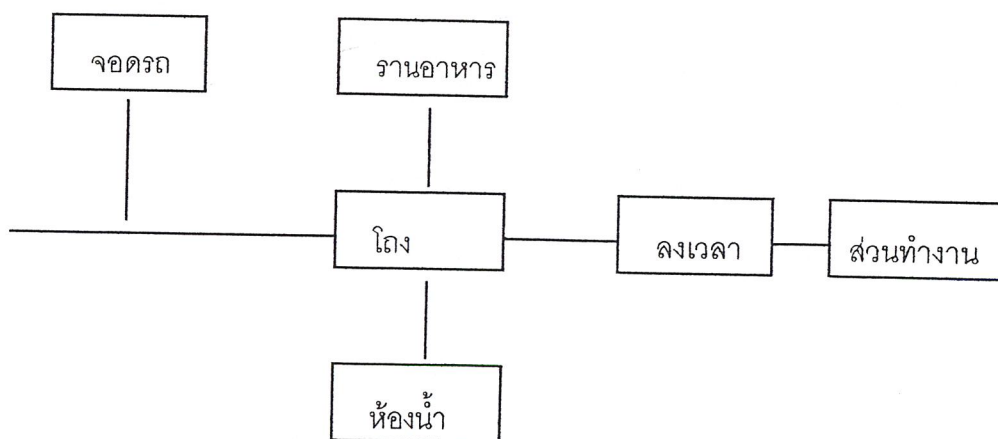 จอดรถ
รานอาหาร
โถง
ลงเวลา
ส่วนทำงาน
ห้องน้ำ